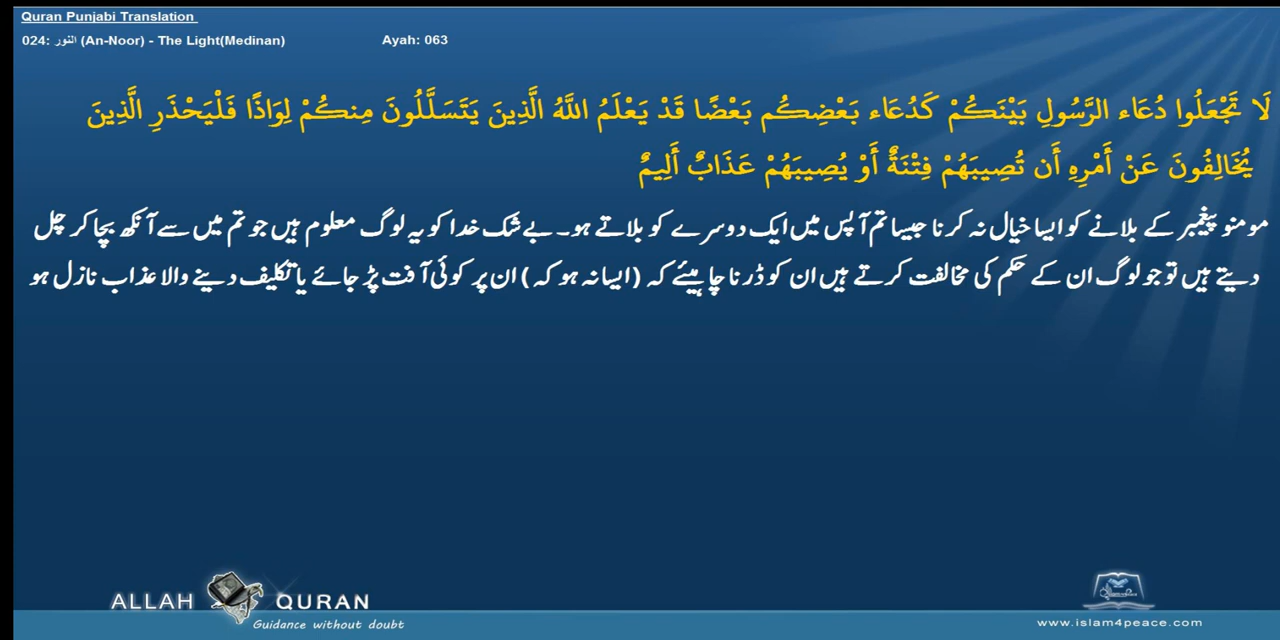 Quran Punjabi Translation
024: النور (An-Noor) - The Light(Medinan) Ayah: 063
لَا تَجْعَلُوا دُعَاء الرَّسُولِ بَيْنَكُمْ كَدُعَاء بَعْضِكُم بَعْضًا قَدْ يَعْلَمُ اللَّهُ الَّذِينَ يَتَسَلَّلُونَ مِنكُمْ لِوَاذًا فَلْيَحْذَرِ الَّذِينَ
يُخَالِفُونَ عَنْ أَمْرِهِ أَن تُصِيبَهُمْ فِتْنَةٌ أَوْ يُصِيبَهُمْ عَذَابٌ أَلِيمٌ
مومنو پیغمبر کے بلانے کو ایسا خیال نہ کرنا جیسا تم آپس میں ایک دوسرے کو بلاتے ہو۔ بےشک خدا کو یہ لوگ معلوم ہیں جو تم میں سے آنکھ بچا کر چل
دیتے ہیں تو جو لوگ ان کے حکم کی مخالفت کرتے ہیں ان کو ڈرنا چاہیئے کہ (ایسا نہ ہو کہ) ان پر کوئی آفت پڑ جائے یا تکلیف دینے والا عذاب نازل ہو
ALLAH QURAN
Guidance without doubt
www.islam4peace.com